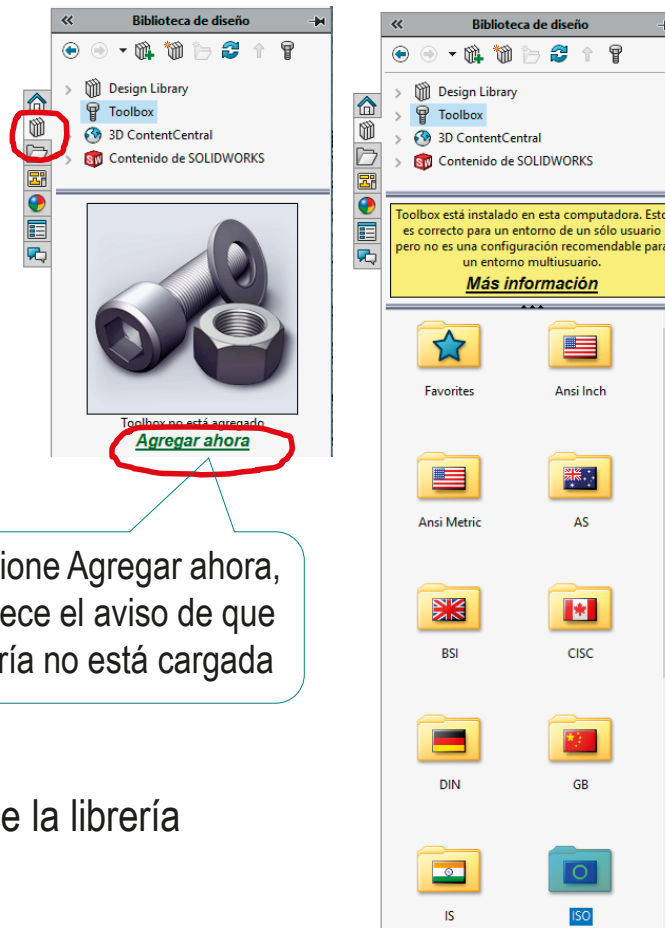 Biblioteca de diseño
Design Library
Toolbox
3D ContentCentral
Contenido de SOLIDWORKS
Toolbox no está agregado
Agregar ahora
ione Agregar ahora,
ece el aviso de que
ría no está cargada
e la librería
Biblioteca de diseño
Design Library
Toolbox
3D ContentCentral
Contenido de SOLIDWORKS
Toolbox está instalado en esta computadora. Esto
es correcto para un entorno de un sólo usuario
pero no es una configuración recomendable para
un entorno multiusuario.
Más información
Favorites
Ansi Inch
Ansi Metric
AS
BSI
CISC
DIN
GB
IS
ISO